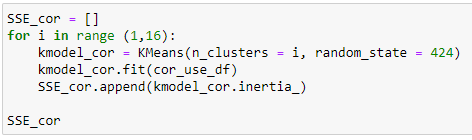 SSE_cor = []
for i in range (1,16):
    kmodel_cor = KMeans(n_clusters = i, random_state = 424)
    kmodel_cor.fit(cor_use_df)
    SSE_cor.append(kmodel_cor.inertia_)
SSE_cor